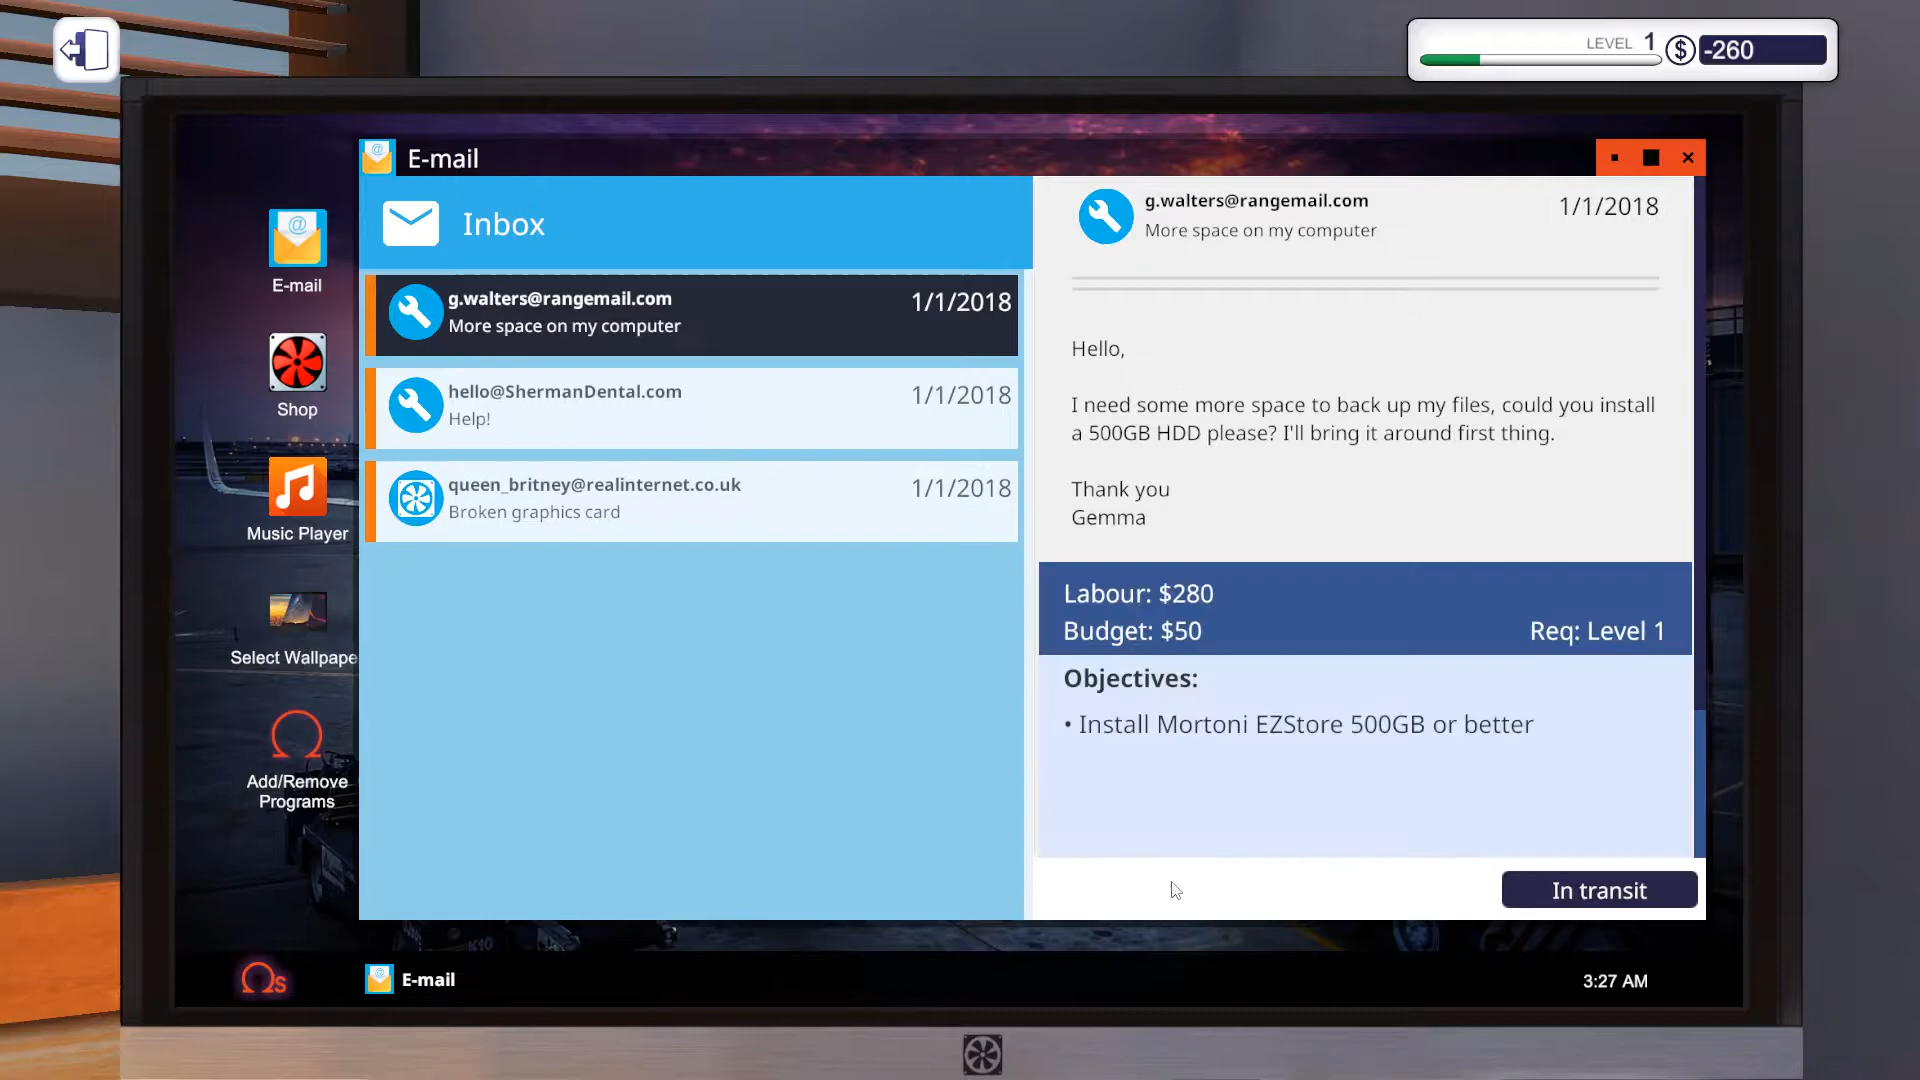 LEVEL 1
$ -260
E-mail
Inbox
g.walters@rangemail.com 1/1/2018
More space on my computer
hello@ShermanDental.com 1/1/2018
Help!
queen_britney@realinternet.co.uk 1/1/2018
Broken graphics card
g.walters@rangemail.com 1/1/2018
More space on my computer
Hello,
I need some more space to back up my files, could you install
a 500GB HDD please? I'll bring it around first thing.
Thank you
Gemma
Labour: $280
Budget: $50 Req: Level 1
Objectives:
• Install Mortoni EZStore 500GB or better
In transit
E-mail
Shop
Music Player
Select Wallpape
Add/Remove
Programs
K10
Ωs
E-mail
3:27 AM